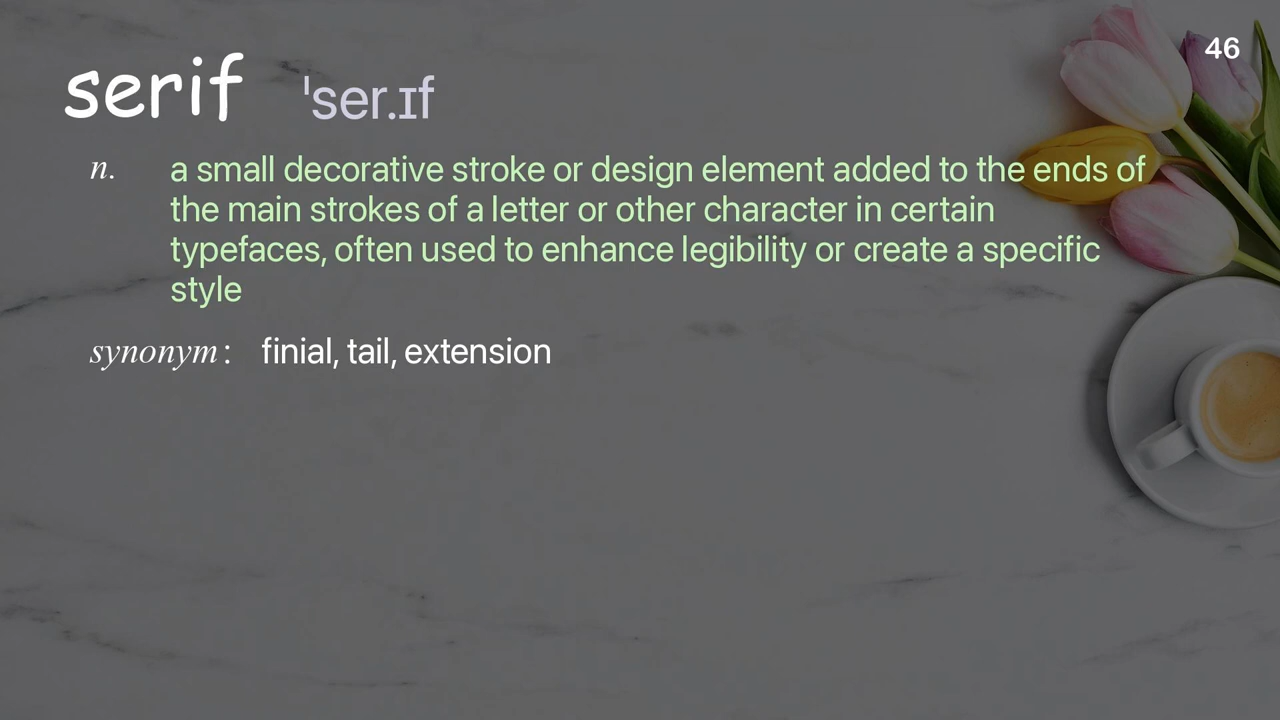 46
serif ˈser.ɪf
n. a small decorative stroke or design element added to the ends of
the main strokes of a letter or other character in certain
typefaces, often used to enhance legibility or create a specific
style
synonym: finial, tail, extension